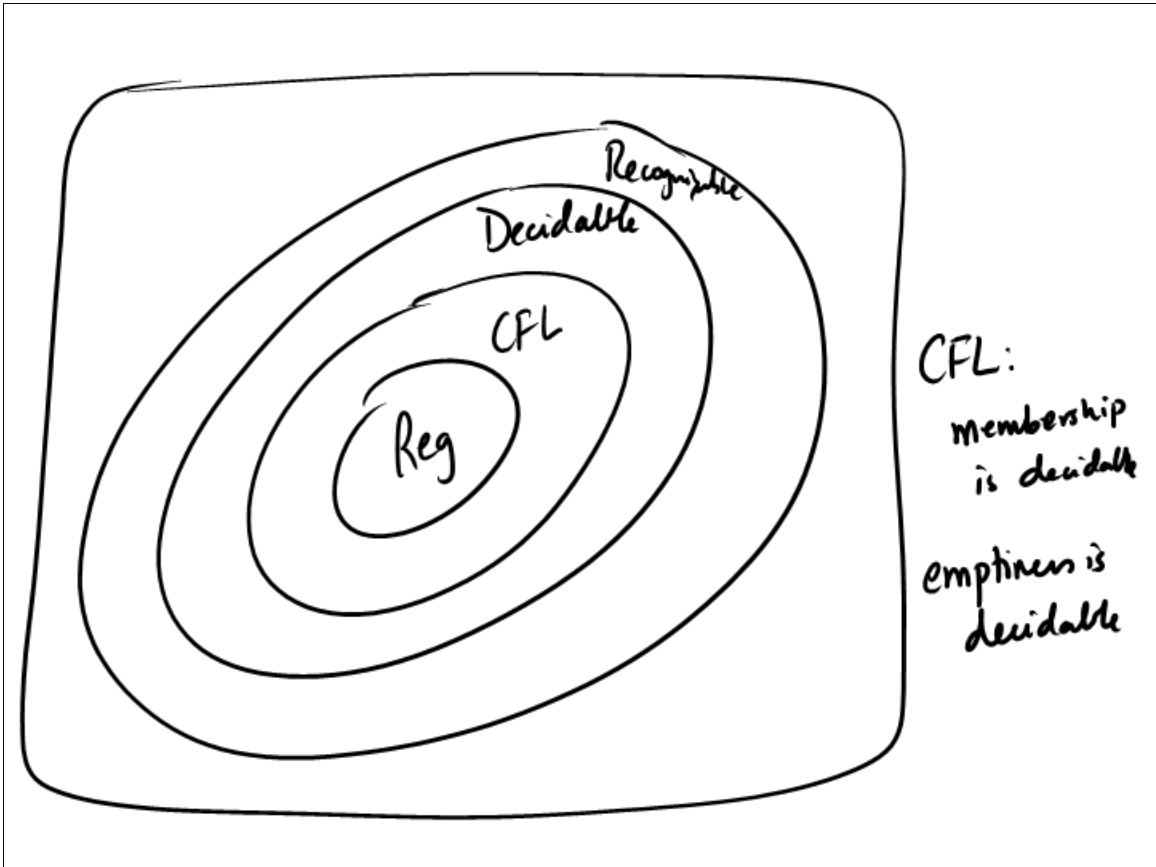 Recognizable
Decidable
CFL
Reg
CFL:
membership
is decidable
emptiness is
decidable